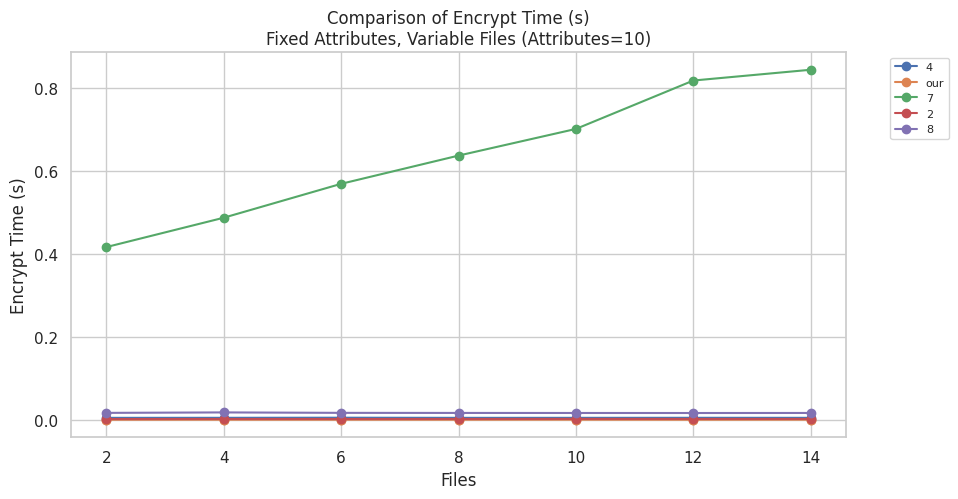 Comparison of Encrypt Time (s)
Fixed Attributes, Variable Files (Attributes=10)
4
our
7
2
8
Encrypt Time (s)
0.8
0.6
0.4
0.2
0.0
2 4 6 8 10 12 14
Files